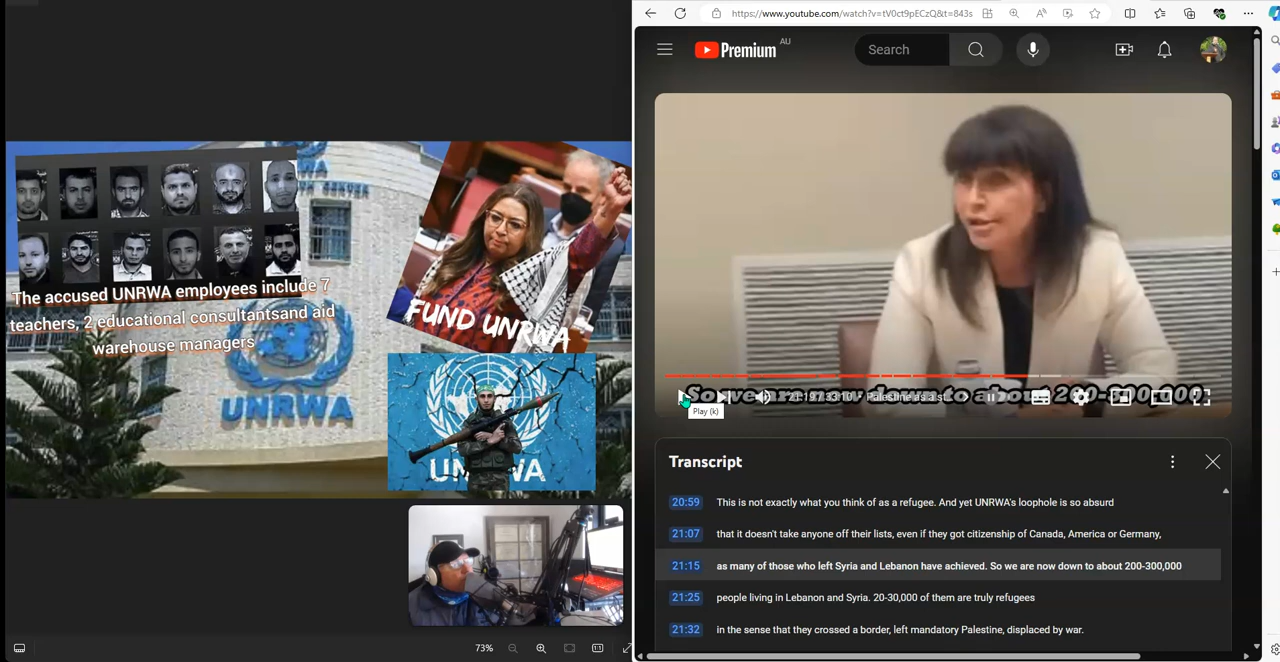 https://www.youtube.com/watch?v=tV0ct9pECzQ&t=843s
Premium AU
Search
UNRWA
The accused UNRWA employees include 7
teachers, 2 educational consultantsand aid
warehouse managers
UNRWA
FUND UNRWA
So we are now down to about 200-300,000
21:19 / 33:10 • Palestine as a st...
Play (k)
Transcript
20:59 This is not exactly what you think of as a refugee. And yet UNRWA's loophole is so absurd
21:07 that it doesn't take anyone off their lists, even if they got citizenship of Canada, America or Germany,
21:15 as many of those who left Syria and Lebanon have achieved. So we are now down to about 200-300,000
21:25 people living in Lebanon and Syria. 20-30,000 of them are truly refugees
21:32 in the sense that they crossed a border, left mandatory Palestine, displaced by war.
73%